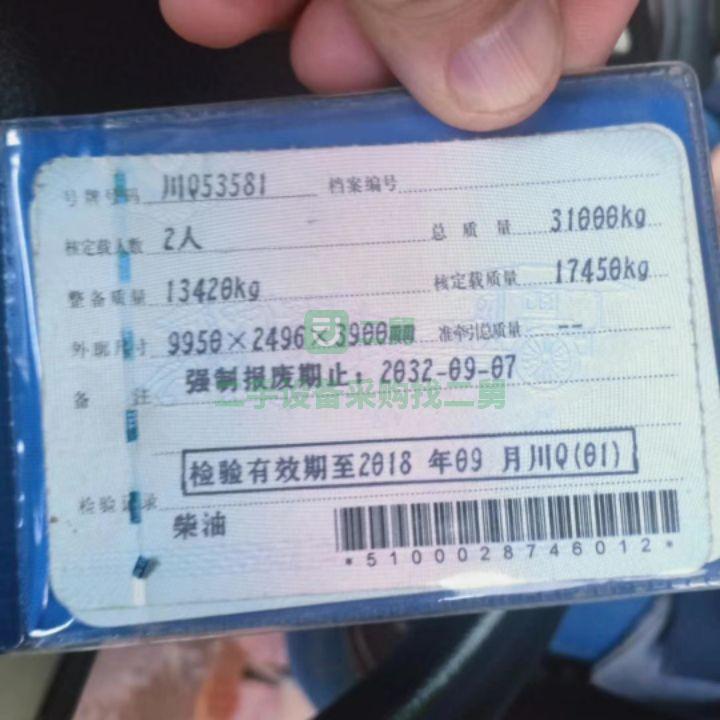 号牌号码 川Q53581 档案编号
核定载人数 2人 总质量 31000kg
整备质量 13420kg 核定载质量 17450kg
外廓尺寸 9950×2496×3900mm 准牵引总质量 --
备注 强制报废期止：2032-09-07
二手设备采购找二舅
检验有效期至2018 年09 月川Q(01)
检验记录
柴油
*5100028746012*